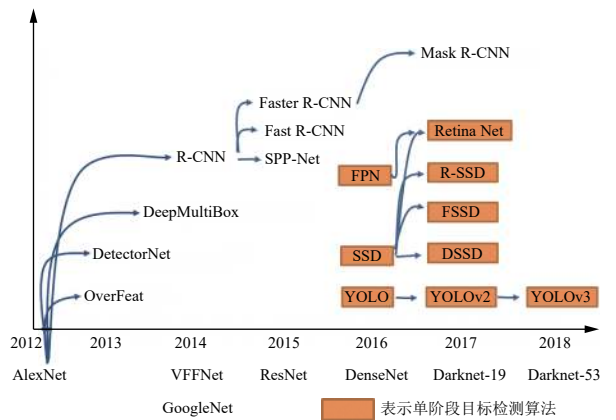 Mask R-CNN
Faster R-CNN
Fast R-CNN
Retina Net
R-CNN
SPP-Net
FPN
R-SSD
DeepMultiBox
FSSD
DetectorNet
SSD
DSSD
OverFeat
YOLO
YOLOv2
YOLOv3
2012
2013
2014
2015
2016
2017
2018
AlexNet
VFFNet
ResNet
DenseNet
Darknet-19
Darknet-53
GoogleNet
表示单阶段目标检测算法